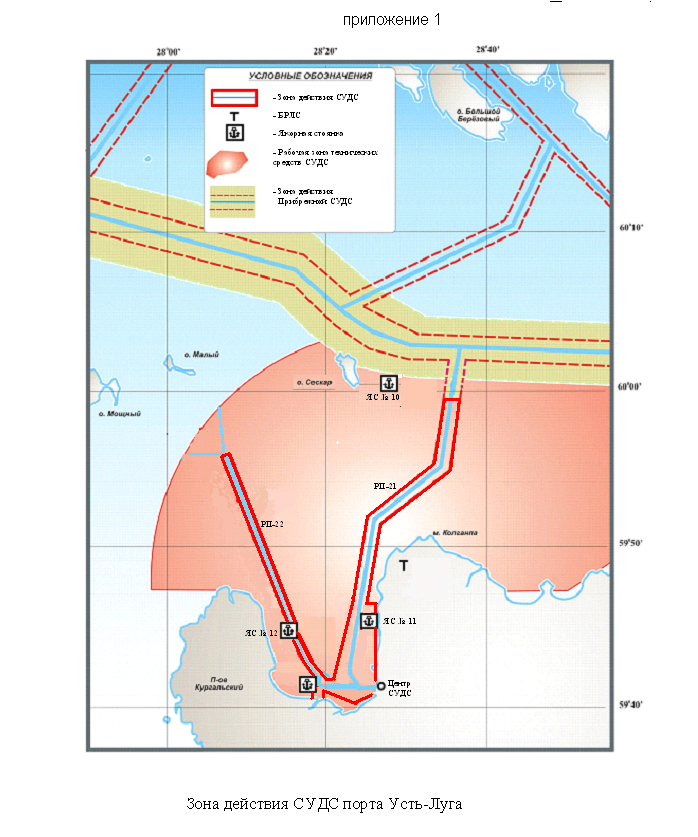 приложение 1
28°00'
28°20'
28°40'
УСЛОВНЫЕ ОБОЗНАЧЕНИЯ
- Зона действия СУДС
- БРЛС
- Якорная стоянка
- Рабочая зона технических
средств СУДС
- Зона действия
Прибрежной СУДС
о. Большой
Берёзовый
60°10'
о. Малый
о. Сескар
60°00'
ЯС № 10
о. Мощный
РП-21
РП-22
м. Колганпя
59°50'
Т
ЯС № 11
ЯС № 12
П-ов
Кургальский
Центр
СУДС
59°40'
Зона действия СУДС порта Усть-Луга